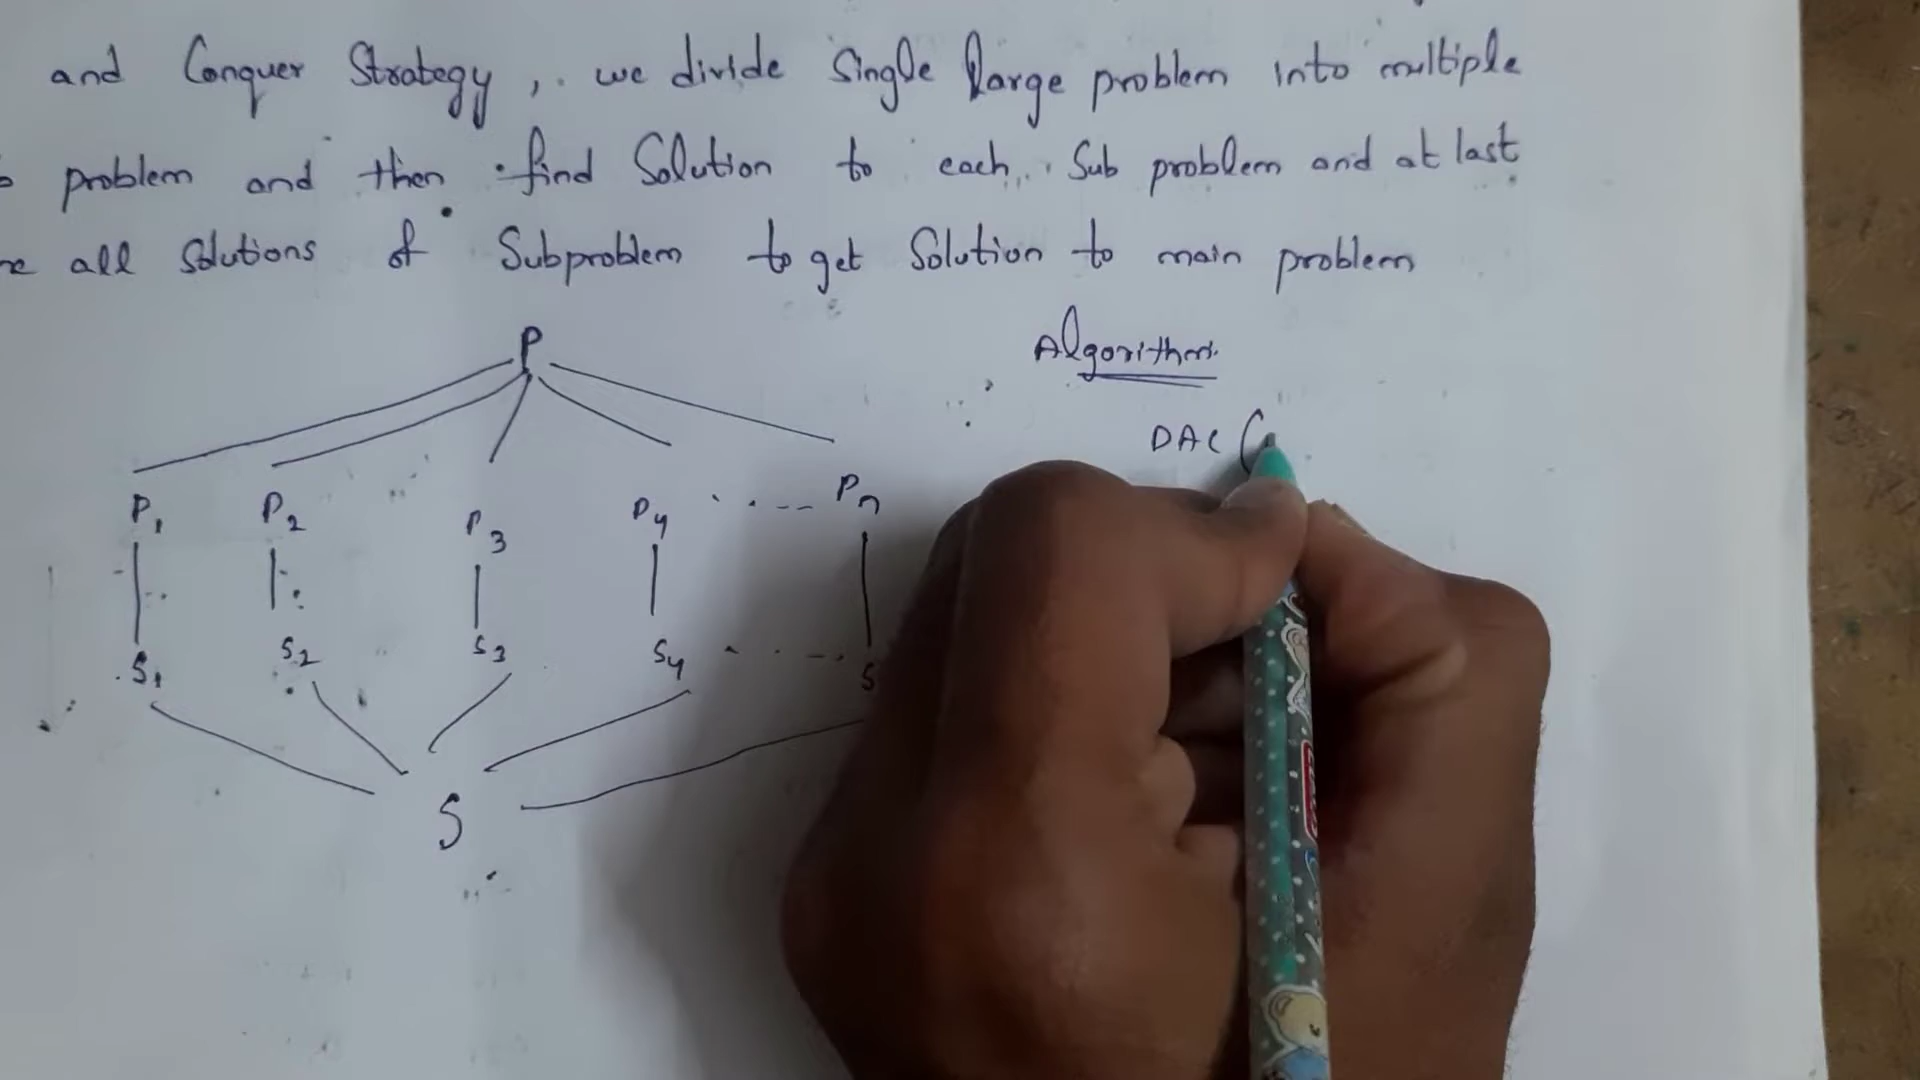 and Conquer Strategy, we divide Single large problem into multiple
problem and then find Solution to each Sub problem and at last
all Solutions of Subproblem to get Solution to main problem
P
Algorithm
DAC (
P1 P2 P3 P4 Pn
S1 S2 S3 S4 S
S